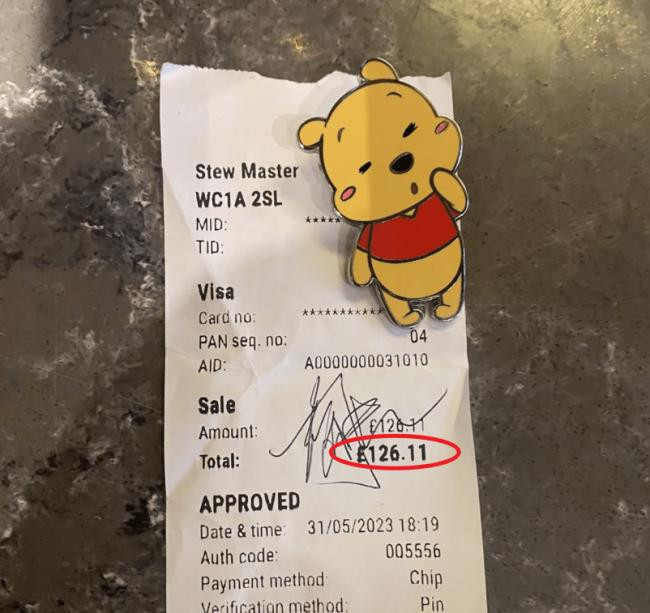 Stew Master
WC1A 2SL
MID: *****
TID:
Visa
Card no: ***********
PAN seq. no: 04
AID: A0000000031010
Sale
Amount: £126.11
Total: £126.11
APPROVED
Date & time: 31/05/2023 18:19
Auth code: 005556
Payment method: Chip
Verification method: Pin